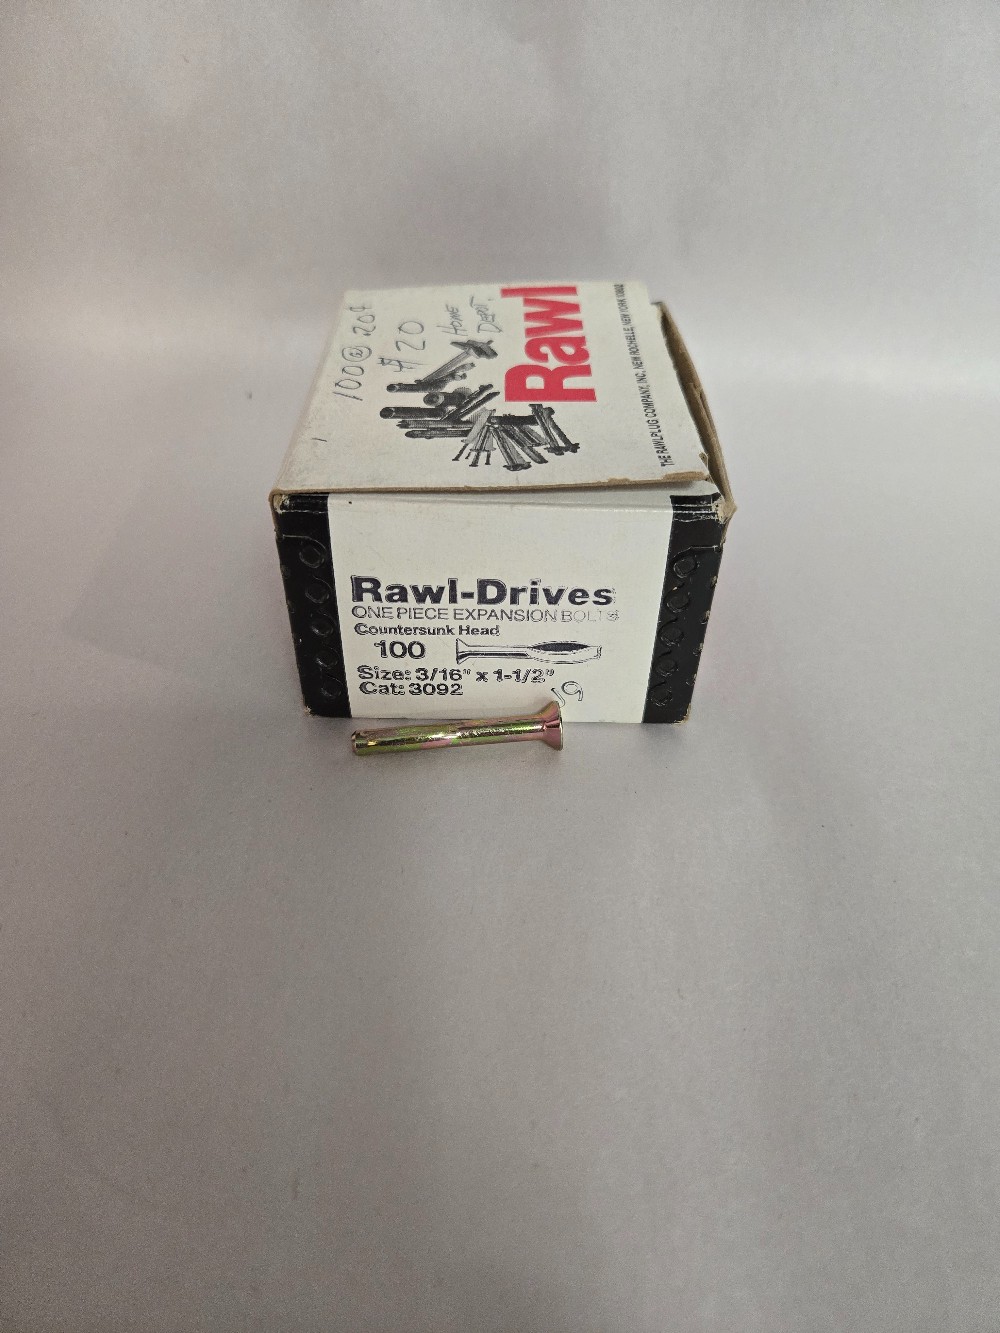 100 @ .20¢
$20
HOME
DEPOT
Rawl
THE RAWLPLUG COMPANY, INC., NEW ROCHELLE, NEW YORK 10802
Rawl-Drives
ONE PIECE EXPANSION BOLTS
Countersunk Head
100
Size: 3/16" x 1-1/2"
Cat: 3092